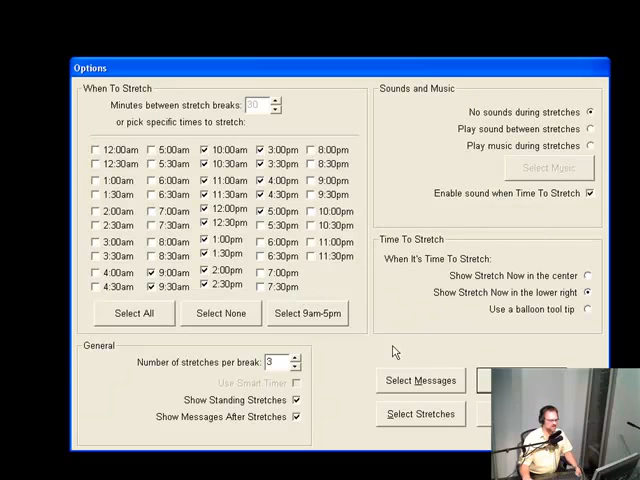 Options
When To Stretch
Minutes between stretch breaks: 30
or pick specific times to stretch:
12:00am 5:00am 10:00am 3:00pm 8:00pm
12:30am 5:30am 10:30am 3:30pm 8:30pm
1:00am 6:00am 11:00am 4:00pm 9:00pm
1:30am 6:30am 11:30am 4:30pm 9:30pm
2:00am 7:00am 12:00pm 5:00pm 10:00pm
2:30am 7:30am 12:30pm 5:30pm 10:30pm
3:00am 8:00am 1:00pm 6:00pm 11:00pm
3:30am 8:30am 1:30pm 6:30pm 11:30pm
4:00am 9:00am 2:00pm 7:00pm
4:30am 9:30am 2:30pm 7:30pm
Select All Select None Select 9am-5pm
General
Number of stretches per break: 3
Use Smart Timer
Show Standing Stretches
Show Messages After Stretches
Sounds and Music
No sounds during stretches
Play sound between stretches
Play music during stretches
Select Music
Enable sound when Time To Stretch
Time To Stretch
When It's Time To Stretch:
Show Stretch Now in the center
Show Stretch Now in the lower right
Use a balloon tool tip
Select Messages
Select Stretches